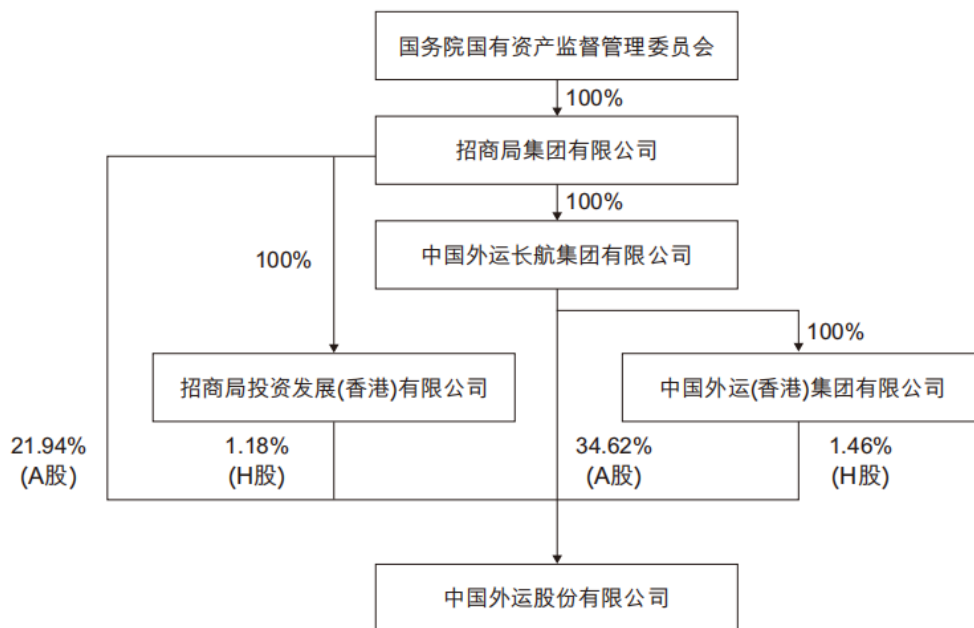 国务院国有资产监督管理委员会
100%
招商局集团有限公司
100%
中国外运长航集团有限公司
100%
100%
招商局投资发展(香港)有限公司
中国外运(香港)集团有限公司
21.94%
(A股)
1.18%
(H股)
34.62%
(A股)
1.46%
(H股)
中国外运股份有限公司